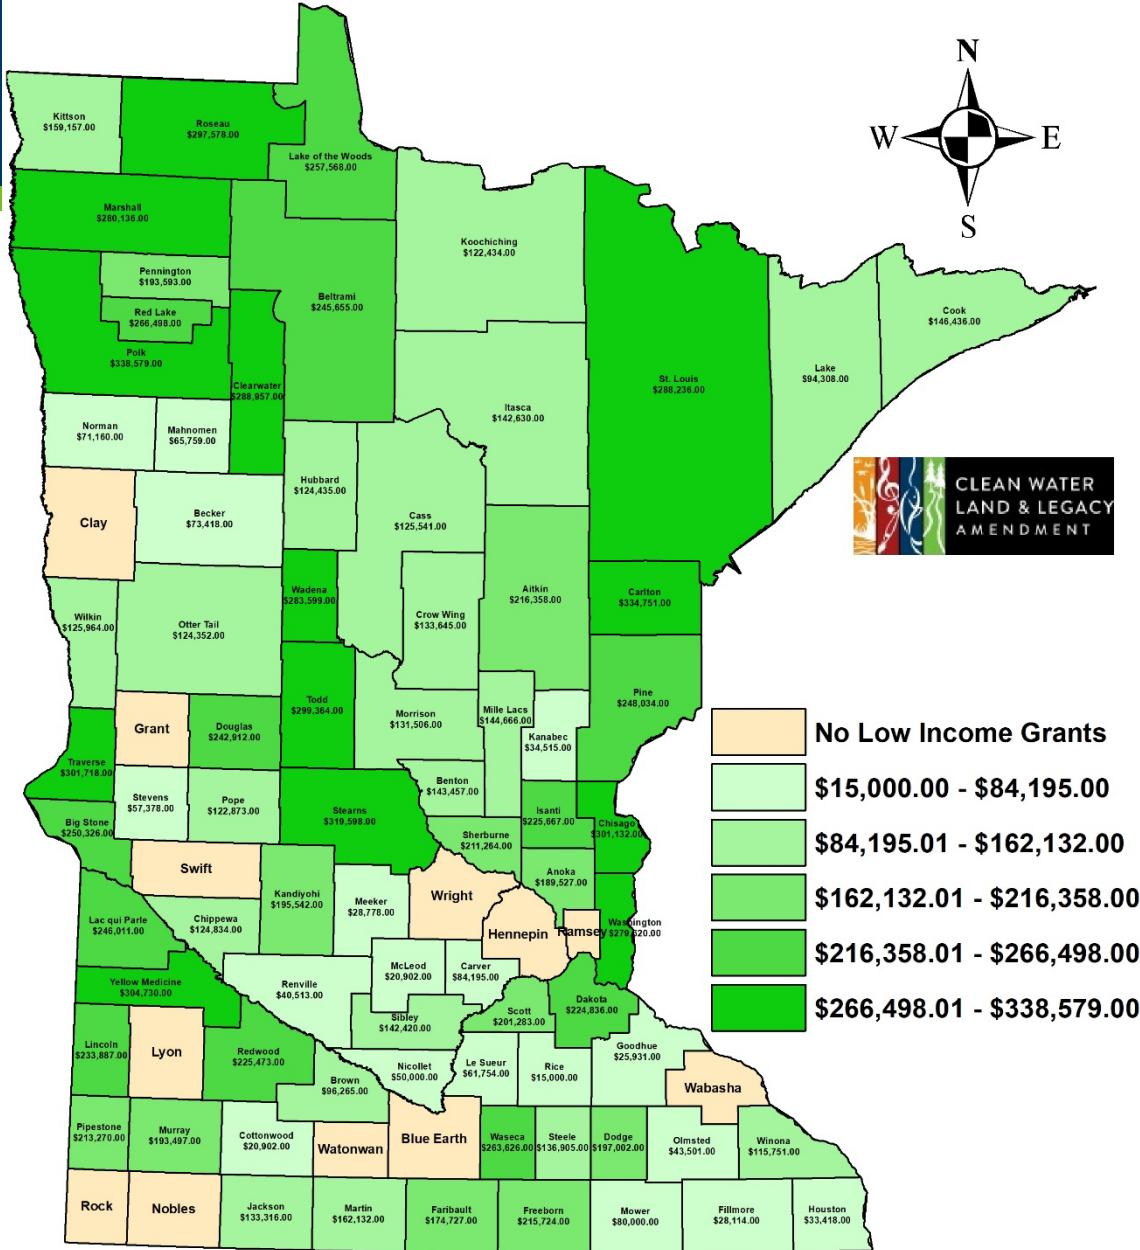 N
W
E
S
Kittson
$159,157.00
Roseau
$297,578.00
Lake of the Woods
$257,568.00
Marshall
$280,136.00
Koochiching
$122,434.00
Pennington
$193,593.00
Beltrami
$245,655.00
Red Lake
$266,498.00
Cook
$146,436.00
Polk
$338,579.00
Lake
$94,308.00
Clearwater
$288,957.00
St. Louis
$288,236.00
Itasca
$142,630.00
Norman
$71,160.00
Mahnomen
$65,759.00
Hubbard
$124,435.00
CLEAN WATER
LAND & LEGACY
AMENDMENT
Clay
Becker
$73,418.00
Cass
$125,541.00
Wadena
$283,599.00
Aitkin
$216,358.00
Carlton
$334,751.00
Wilkin
$125,964.00
Otter Tail
$124,352.00
Crow Wing
$133,645.00
Todd
$299,364.00
Pine
$248,034.00
Grant
Douglas
$242,912.00
Morrison
$131,506.00
Mille Lacs
$144,666.00
Kanabec
$34,515.00
No Low Income Grants
Traverse
$301,718.00
Benton
$143,457.00
$15,000.00 - $84,195.00
Stevens
$57,378.00
Pope
$122,873.00
Stearns
$319,598.00
Isanti
$225,667.00
Chisago
$301,132.00
Big Stone
$250,326.00
Sherburne
$211,264.00
$84,195.01 - $162,132.00
Swift
Anoka
$189,527.00
Kandiyohi
$195,542.00
Meeker
$28,778.00
Wright
$162,132.01 - $216,358.00
Lac qui Parle
$246,011.00
Chippewa
$124,834.00
Hennepin
Ramsey
Washington
$279,320.00
$216,358.01 - $266,498.00
McLeod
$20,902.00
Carver
$84,195.00
Yellow Medicine
$304,730.00
Renville
$40,513.00
$266,498.01 - $338,579.00
Sibley
$142,420.00
Scott
$201,283.00
Dakota
$224,836.00
Lincoln
$233,887.00
Lyon
Redwood
$225,473.00
Goodhue
$25,931.00
Nicollet
$50,000.00
Le Sueur
$61,754.00
Rice
$15,000.00
Brown
$96,265.00
Wabasha
Pipestone
$213,270.00
Murray
$193,497.00
Cottonwood
$20,902.00
Watonwan
Blue Earth
Waseca
$263,626.00
Steele
$136,905.00
Dodge
$197,002.00
Olmsted
$43,501.00
Winona
$115,751.00
Rock
Nobles
Jackson
$133,316.00
Martin
$162,132.00
Faribault
$174,727.00
Freeborn
$215,724.00
Mower
$80,000.00
Fillmore
$28,114.00
Houston
$33,418.00